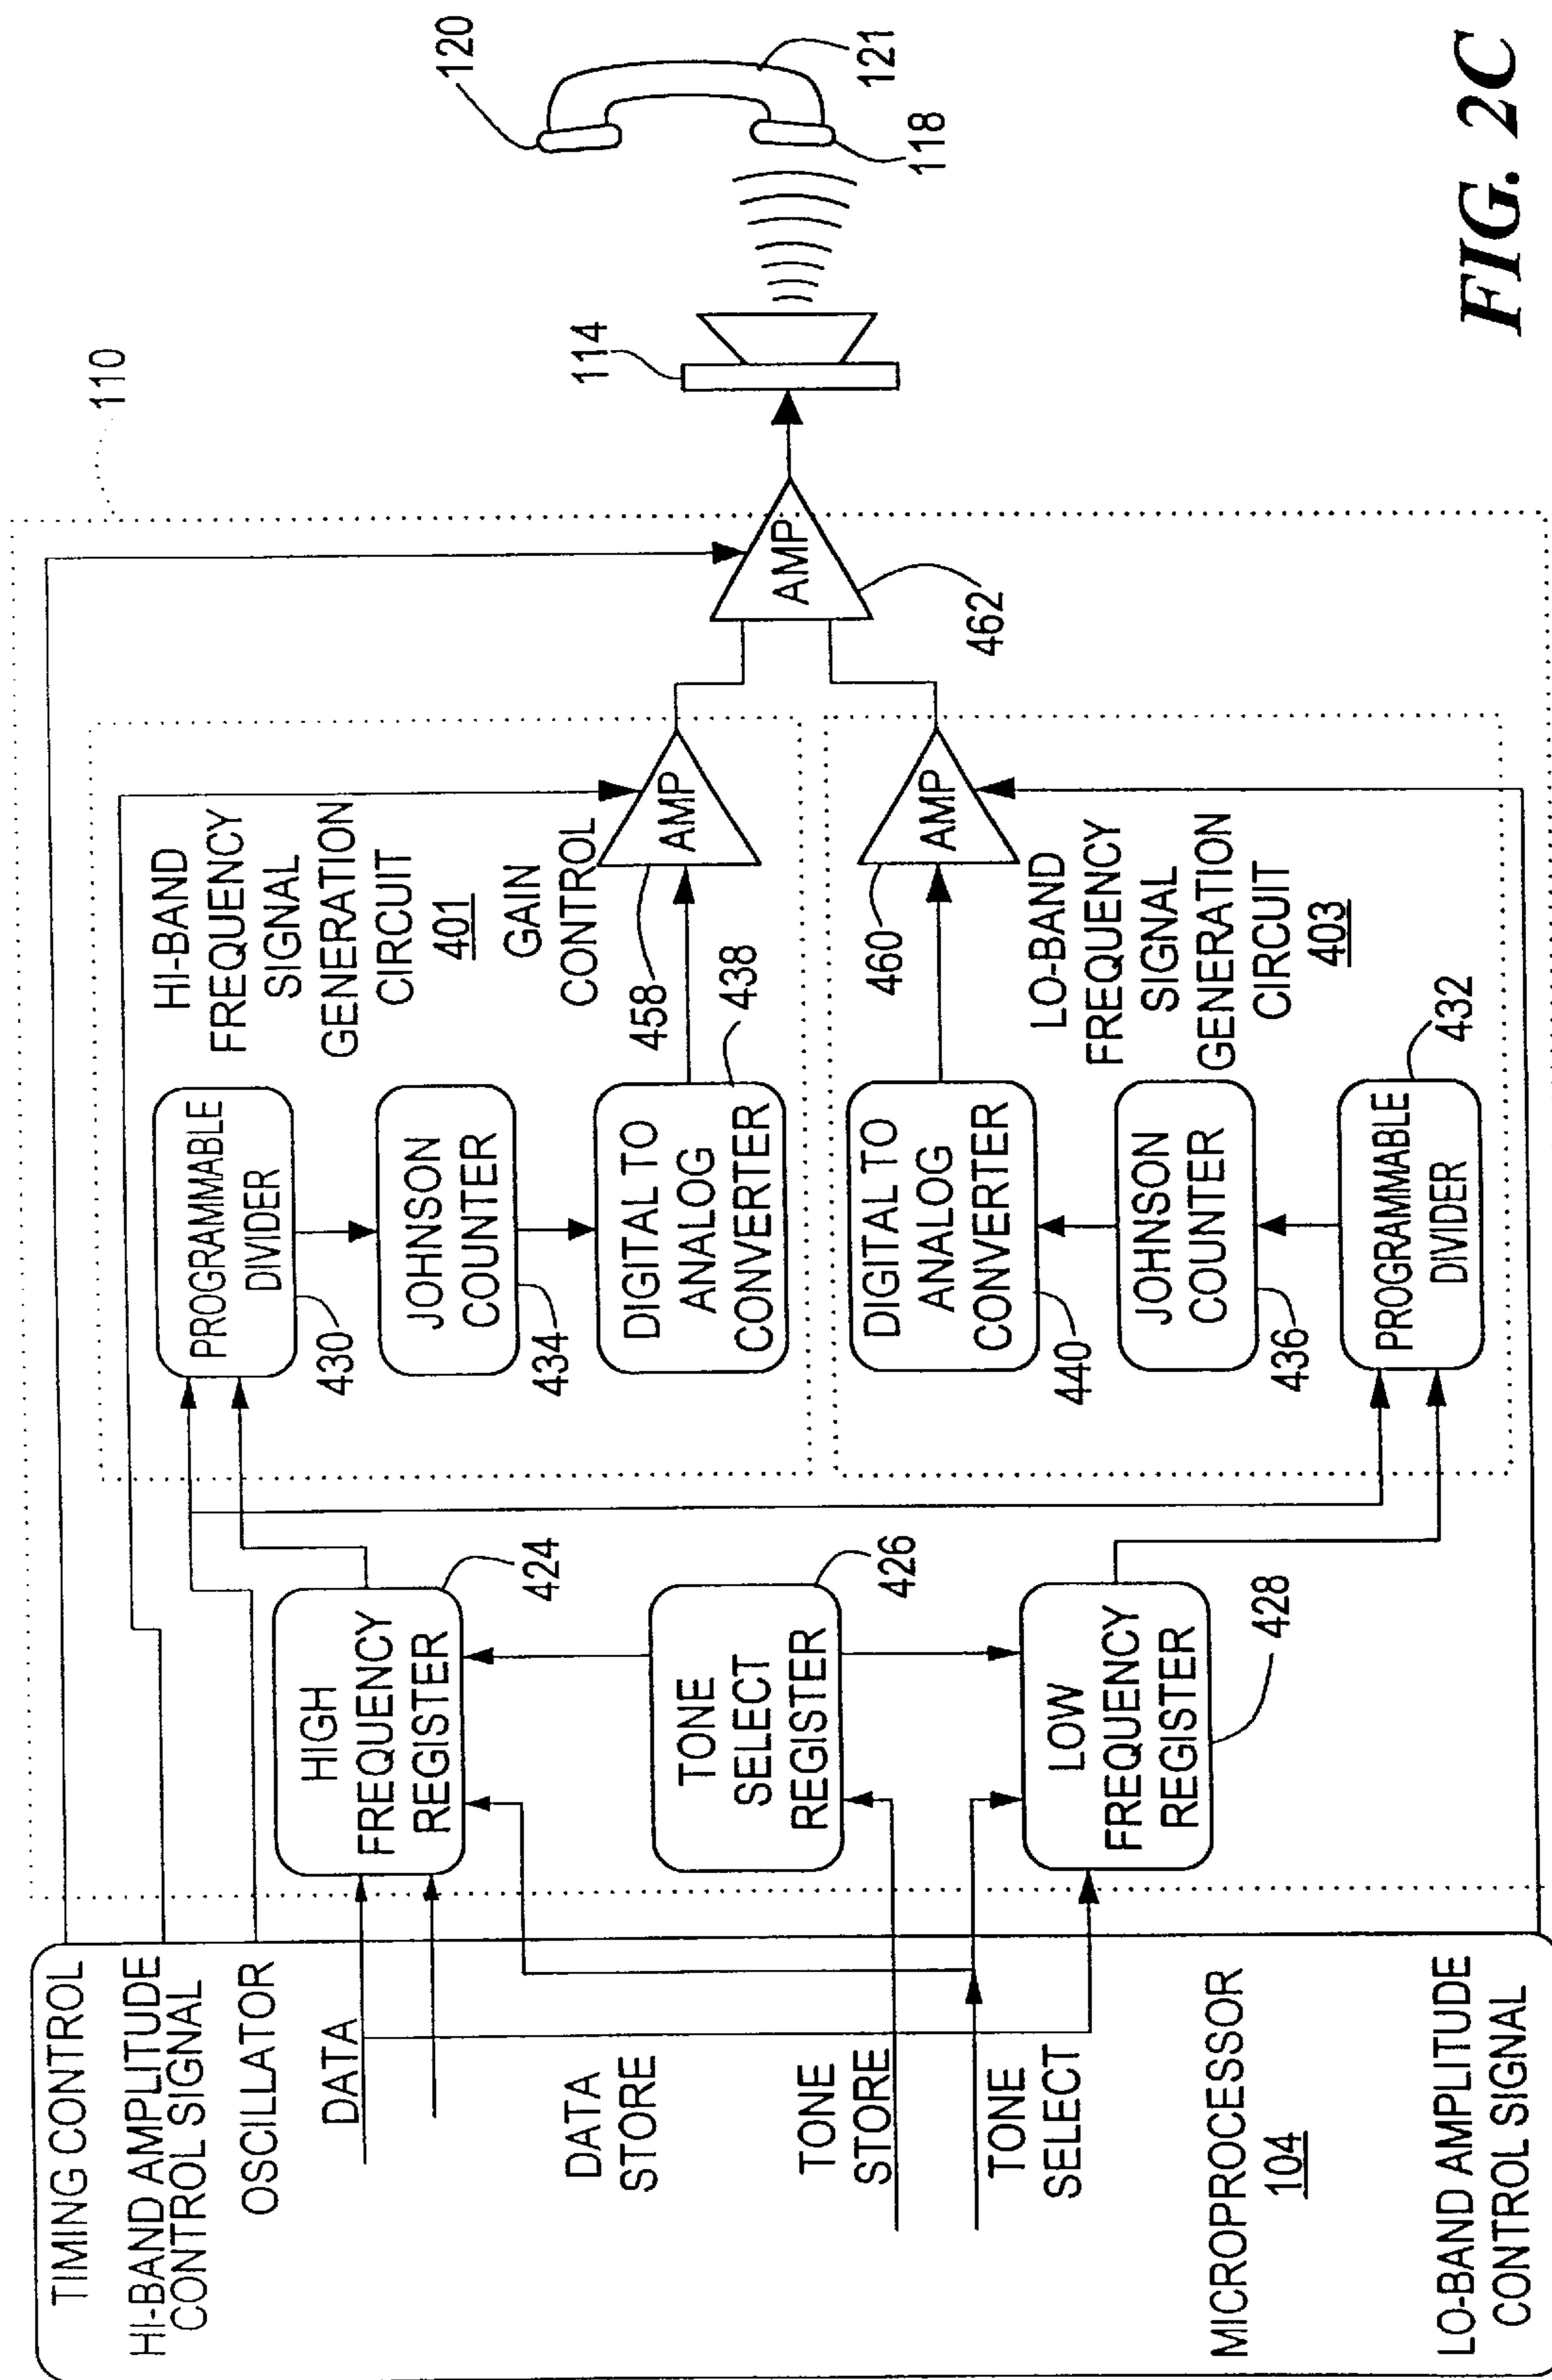 TIMING CONTROL
HI-BAND AMPLITUDE
CONTROL SIGNAL
OSCILLATOR
DATA
DATA
STORE
TONE
STORE
TONE
SELECT
MICROPROCESSOR
104
LO-BAND AMPLITUDE
CONTROL SIGNAL
HIGH
FREQUENCY
REGISTER
424
TONE
SELECT
REGISTER
426
LOW
FREQUENCY
REGISTER
428
PROGRAMMABLE
DIVIDER
430
JOHNSON
COUNTER
434
DIGITAL TO
ANALOG
CONVERTER
438
DIGITAL TO
ANALOG
CONVERTER
440
JOHNSON
COUNTER
436
PROGRAMMABLE
DIVIDER
432
HI-BAND
FREQUENCY
SIGNAL
GENERATION
CIRCUIT
401
GAIN
CONTROL
458
AMP
460
AMP
LO-BAND
FREQUENCY
SIGNAL
GENERATION
CIRCUIT
403
AMP
462
110
114
120
121
118
FIG. 2C